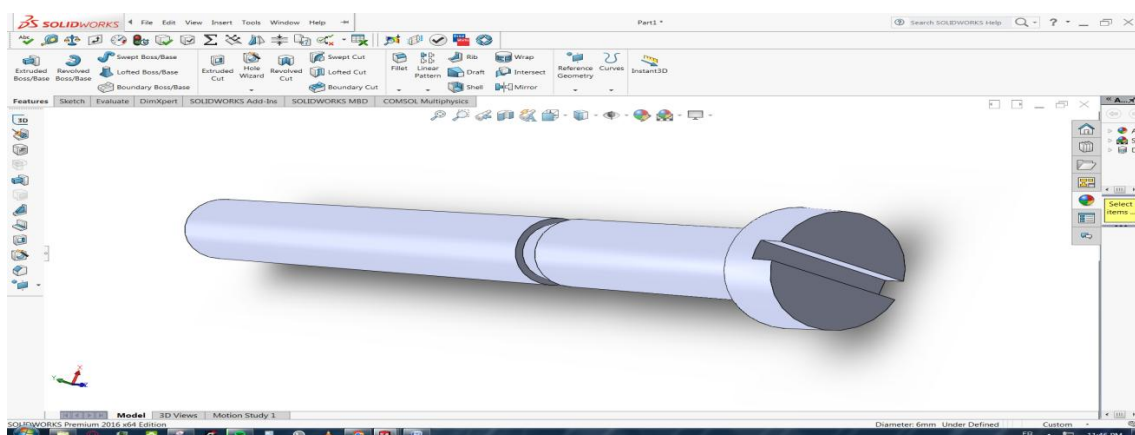 SOLIDWORKS File Edit View Insert Tools Window Help Part1 * Search SOLIDWORKS Help
Extruded Boss/Base
Revolved Boss/Base
Swept Boss/Base
Lofted Boss/Base
Boundary Boss/Base
Extruded Cut
Hole Wizard
Revolved Cut
Swept Cut
Lofted Cut
Boundary Cut
Fillet
Linear Pattern
Rib
Draft
Shell
Wrap
Intersect
Mirror
Reference Geometry
Curves
Instant3D
Features Sketch Evaluate DimXpert SOLIDWORKS Add-Ins SOLIDWORKS MBD COMSOL Multiphysics
3D
Select
items ...
Model 3D Views Motion Study 1
SOLIDWORKS Premium 2016 x64 Edition Diameter: 6mm Under Defined Custom
FR